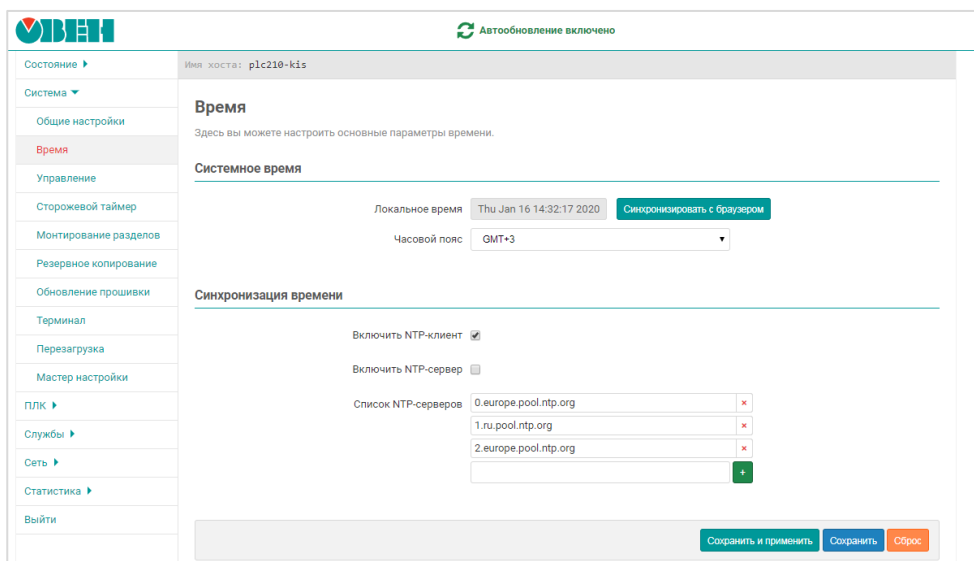 ОВЕН
Автообновление включено
Состояние
Имя хоста: plc210-kis
Система
Общие настройки
Время
Управление
Сторожевой таймер
Монтирование разделов
Резервное копирование
Обновление прошивки
Терминал
Перезагрузка
Мастер настройки
ПЛК
Службы
Сеть
Статистика
Выйти
Время
Здесь вы можете настроить основные параметры времени.
Системное время
Локальное время Thu Jan 16 14:32:17 2020 Синхронизировать с браузером
Часовой пояс GMT+3
Синхронизация времени
Включить NTP-клиент
Включить NTP-сервер
Список NTP-серверов 0.europe.pool.ntp.org ×
1.ru.pool.ntp.org ×
2.europe.pool.ntp.org ×
+
Сохранить и применить Сохранить Сброс